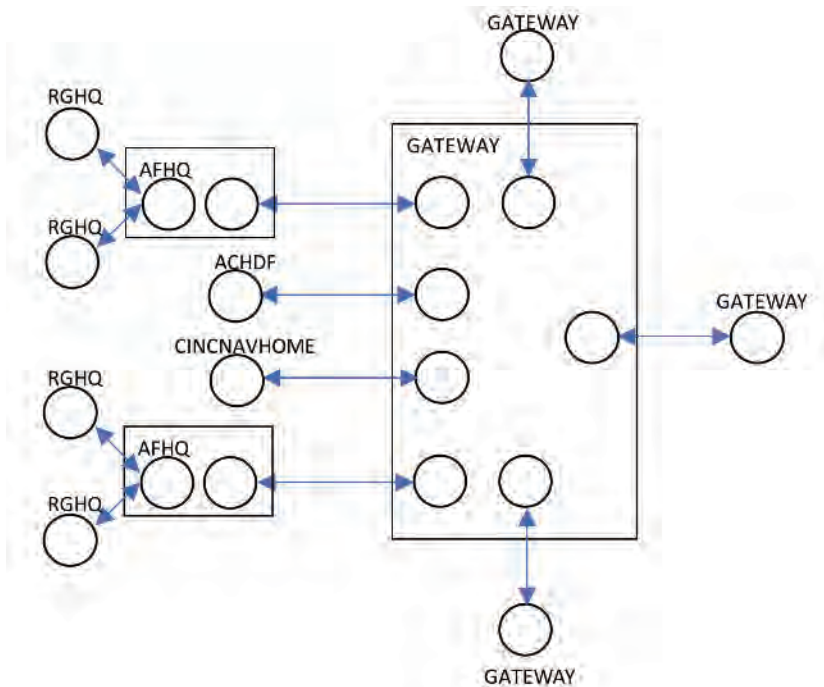 GATEWAY
RGHQ
GATEWAY
AFHQ
RGHQ
ACHDF
GATEWAY
CINCNAVHOME
RGHQ
AFHQ
RGHQ
GATEWAY